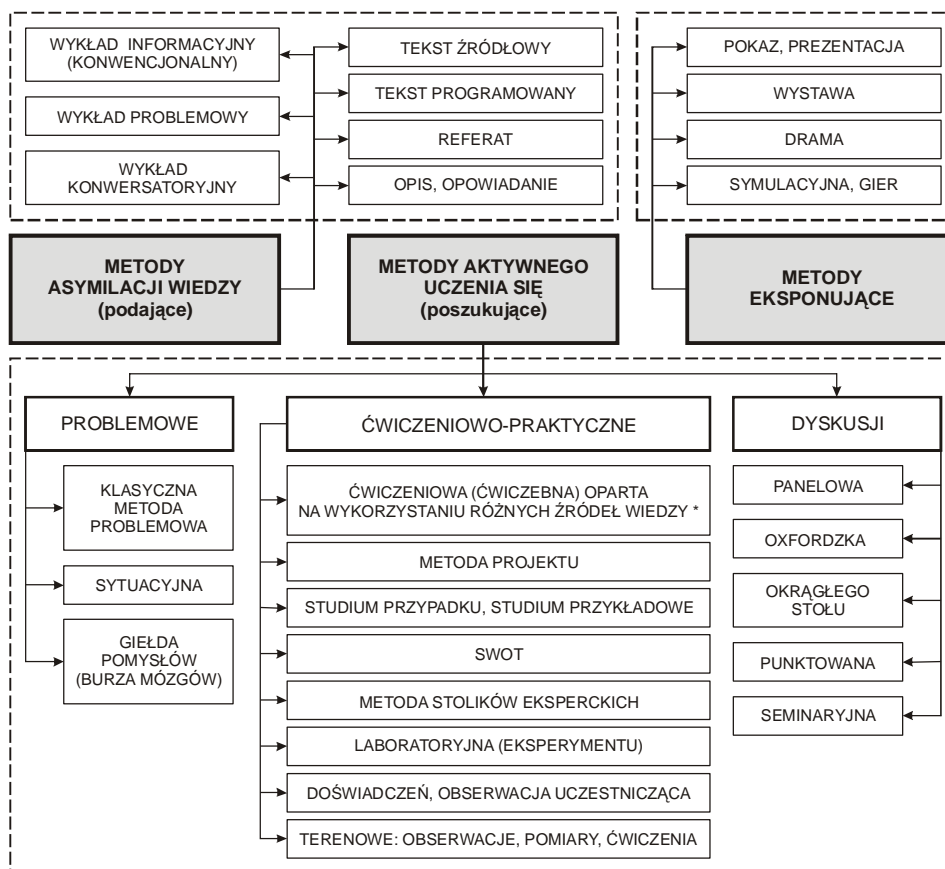 WYKŁAD INFORMACYJNY
(KONWENCJONALNY)
WYKŁAD PROBLEMOWY
WYKŁAD
KONWERSATORYJNY
TEKST ŹRÓDŁOWY
TEKST PROGRAMOWANY
REFERAT
OPIS, OPOWIADANIE
POKAZ, PREZENTACJA
WYSTAWA
DRAMA
SYMULACYJNA, GIER
METODY
ASYMILACJI WIEDZY
(podające)
METODY AKTYWNEGO
UCZENIA SIĘ
(poszukujące)
METODY
EKSPONUJĄCE
PROBLEMOWE
KLASYCZNA
METODA
PROBLEMOWA
SYTUACYJNA
GIEŁDA
POMYSŁÓW
(BURZA MÓZGÓW)
ĆWICZENIOWO-PRAKTYCZNE
ĆWICZENIOWA (ĆWICZEBNA) OPARTA
NA WYKORZYSTANIU RÓŻNYCH ŹRÓDEŁ WIEDZY *
METODA PROJEKTU
STUDIUM PRZYPADKU, STUDIUM PRZYKŁADOWE
SWOT
METODA STOLIKÓW EKSPERCKICH
LABORATORYJNA (EKSPERYMENTU)
DOŚWIADCZEŃ, OBSERWACJA UCZESTNICZĄCA
TERENOWE: OBSERWACJE, POMIARY, ĆWICZENIA
DYSKUSJI
PANELOWA
OXFORDZKA
OKRĄGŁEGO
STOŁU
PUNKTOWANA
SEMINARYJNA